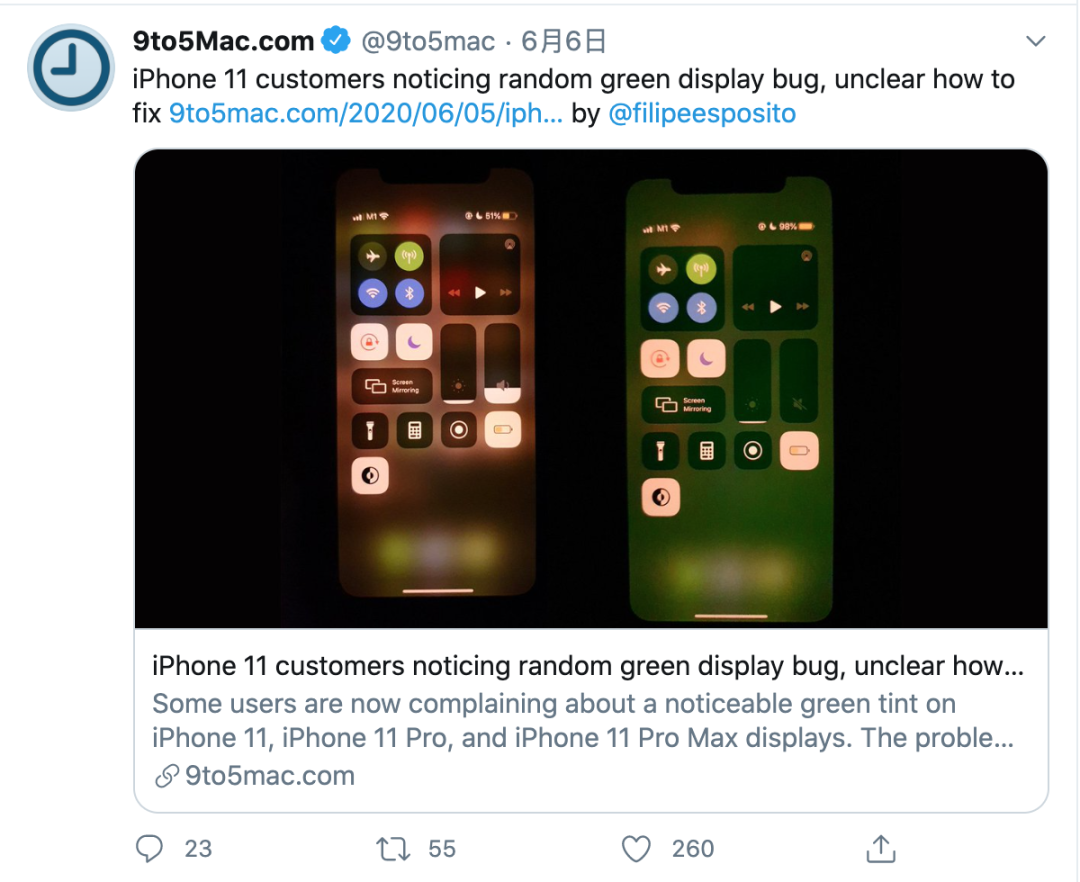 9to5Mac.com @9to5mac · 6月6日
iPhone 11 customers noticing random green display bug, unclear how to
fix 9to5mac.com/2020/06/05/iph... by @filipeesposito
M1 51%
M1 98%
Screen
Mirroring
Screen
Mirroring
iPhone 11 customers noticing random green display bug, unclear how...
Some users are now complaining about a noticeable green tint on
iPhone 11, iPhone 11 Pro, and iPhone 11 Pro Max displays. The proble...
9to5mac.com
23 55 260